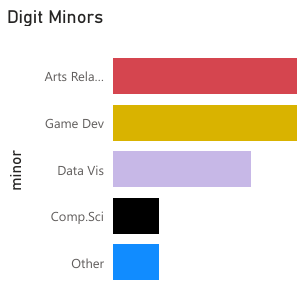 Digit Minors
Arts Rela...
Game Dev
minor
Data Vis
Comp.Sci
Other